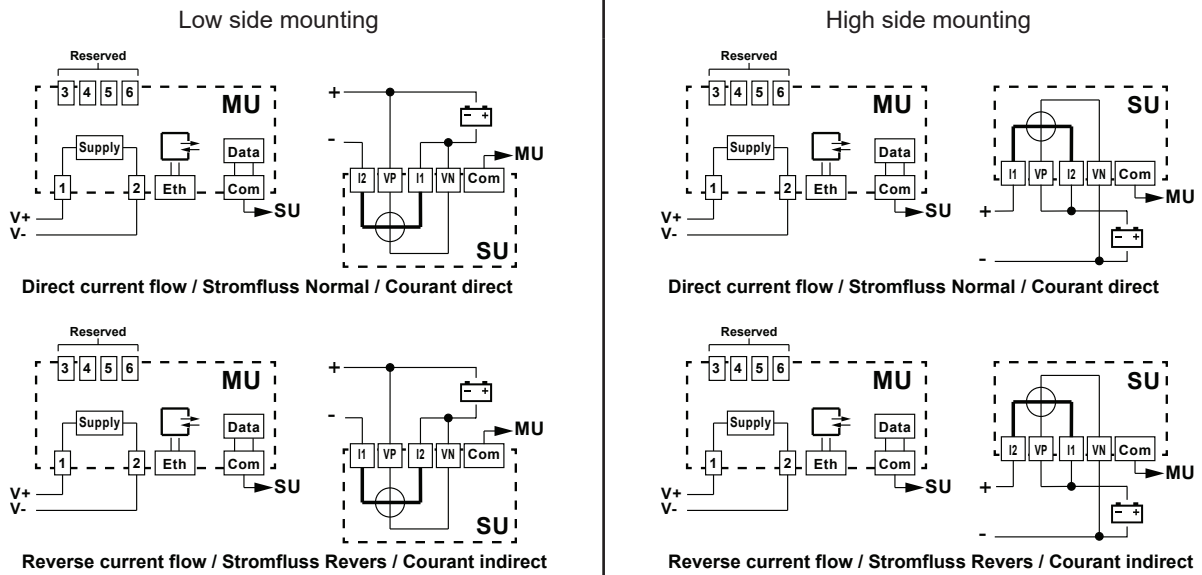 Low side mounting
Reserved
3 4 5 6
MU
Supply
Data
1 2 Eth Com
V+
V-
SU
+
- +
-
MU
I2 VP I1 VN Com
SU
Direct current flow / Stromfluss Normal / Courant direct
Reserved
3 4 5 6
MU
Supply
Data
1 2 Eth Com
V+
V-
SU
+
- +
-
MU
I1 VP I2 VN Com
SU
Reverse current flow / Stromfluss Revers / Courant indirect
High side mounting
Reserved
3 4 5 6
MU
Supply
Data
1 2 Eth Com
V+
V-
SU
SU
I1 VP I2 VN Com
MU
+
- +
-
Direct current flow / Stromfluss Normal / Courant direct
Reserved
3 4 5 6
MU
Supply
Data
1 2 Eth Com
V+
V-
SU
SU
I2 VP I1 VN Com
MU
+
- +
-
Reverse current flow / Stromfluss Revers / Courant indirect